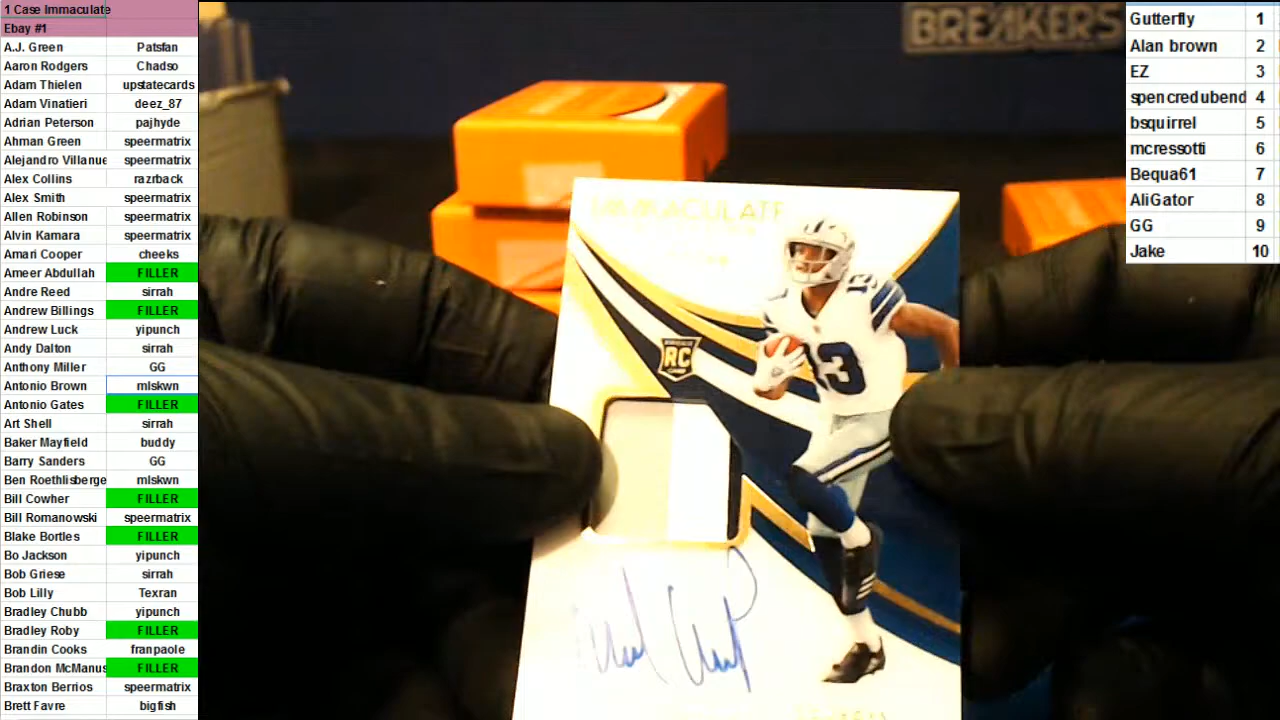 1 Case Immaculate
Ebay #1
A.J. Green Patsfan
Aaron Rodgers Chadso
Adam Thielen upstatecards
Adam Vinatieri deez_87
Adrian Peterson pajhyde
Ahman Green speermatrix
Alejandro Villanue speermatrix
Alex Collins razrback
Alex Smith speermatrix
Allen Robinson speermatrix
Alvin Kamara speermatrix
Amari Cooper cheeks
Ameer Abdullah FILLER
Andre Reed sirrah
Andrew Billings FILLER
Andrew Luck yipunch
Andy Dalton sirrah
Anthony Miller GG
Antonio Brown mlskwn
Antonio Gates FILLER
Art Shell sirrah
Baker Mayfield buddy
Barry Sanders GG
Ben Roethlisberge mlskwn
Bill Cowher FILLER
Bill Romanowski speermatrix
Blake Bortles FILLER
Bo Jackson yipunch
Bob Griese sirrah
Bob Lilly Texran
Bradley Chubb yipunch
Bradley Roby FILLER
Brandin Cooks franpaole
Brandon McManus FILLER
Braxton Berrios speermatrix
Brett Favre bigfish
BREAKERS
IMMACULATE
RC
13
13
Gutterfly 1
Alan brown 2
EZ 3
spencredubend 4
bsquirrel 5
mcressotti 6
Bequa61 7
AliGator 8
GG 9
Jake 10